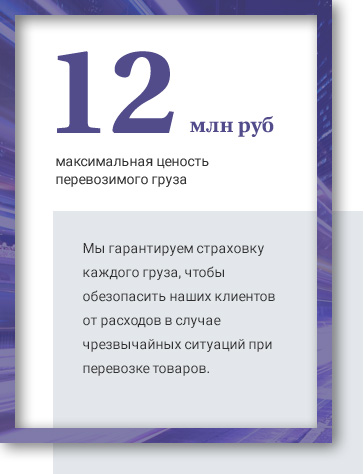 12 млн руб
максимальная ценость
перевозимого груза
Мы гарантируем страховку
каждого груза, чтобы
обезопасить наших клиентов
от расходов в случае
чрезвычайных ситуаций при
перевозке товаров.